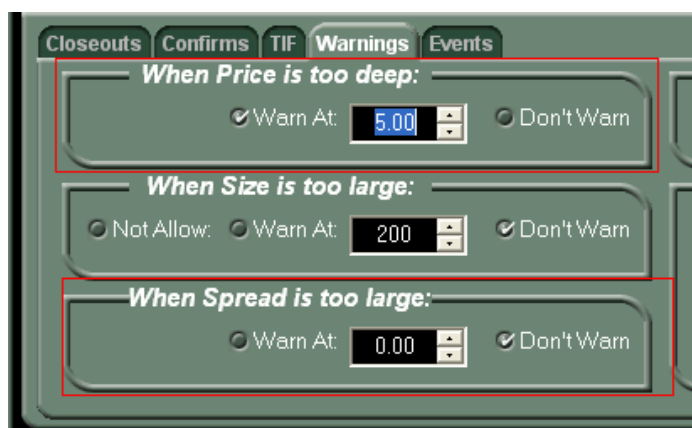 Closeouts Confirms TIF Warnings Events
When Price is too deep:
Warn At: 5.00 Don't Warn
When Size is too large:
Not Allow: Warn At: 200 Don't Warn
When Spread is too large:
Warn At: 0.00 Don't Warn